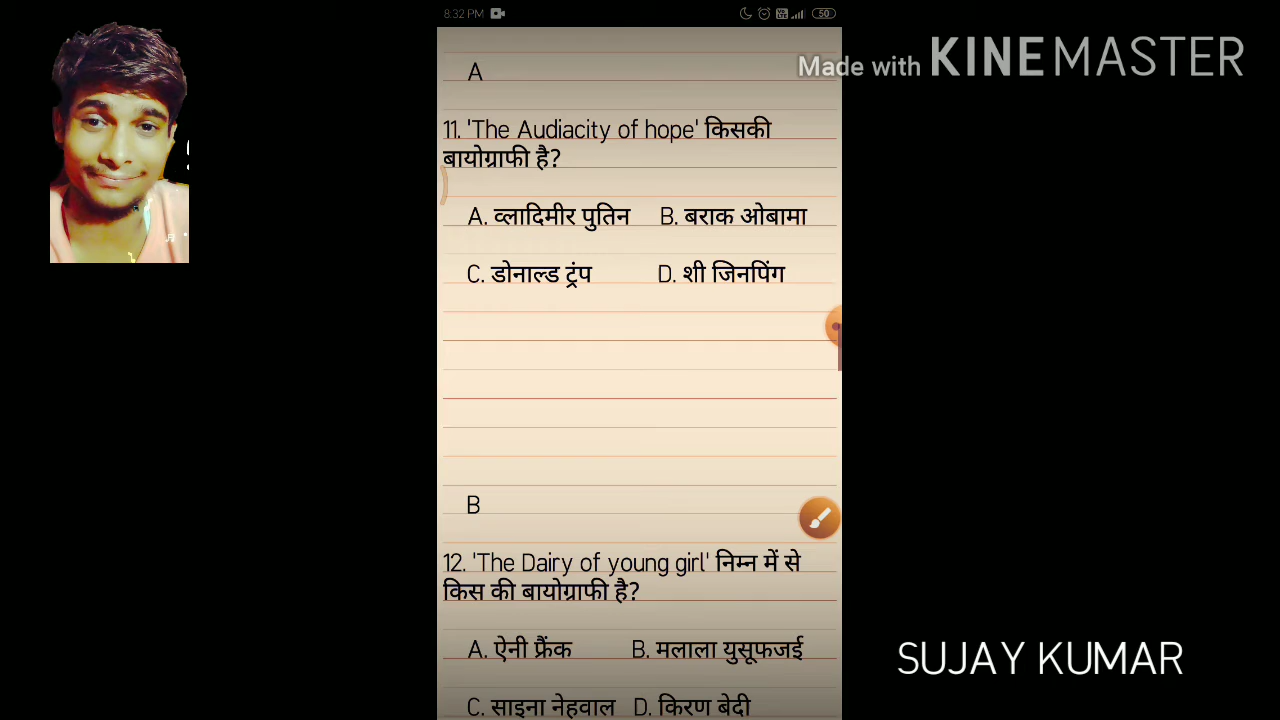 8:32 PM
50
Made with KINEMASTER
A
11. 'The Audiacity of hope' किसकी
बायोग्राफी है?
A. व्लादिमीर पुतिन B. बराक ओबामा
C. डोनाल्ड ट्रंप D. शी जिनपिंग
B
12. 'The Dairy of young girl' निम्न में से
किस की बायोग्राफी है?
A. ऐनी फ्रैंक B. मलाला युसूफजई
C. साइना नेहवाल D. किरण बेदी
SUJAY KUMAR